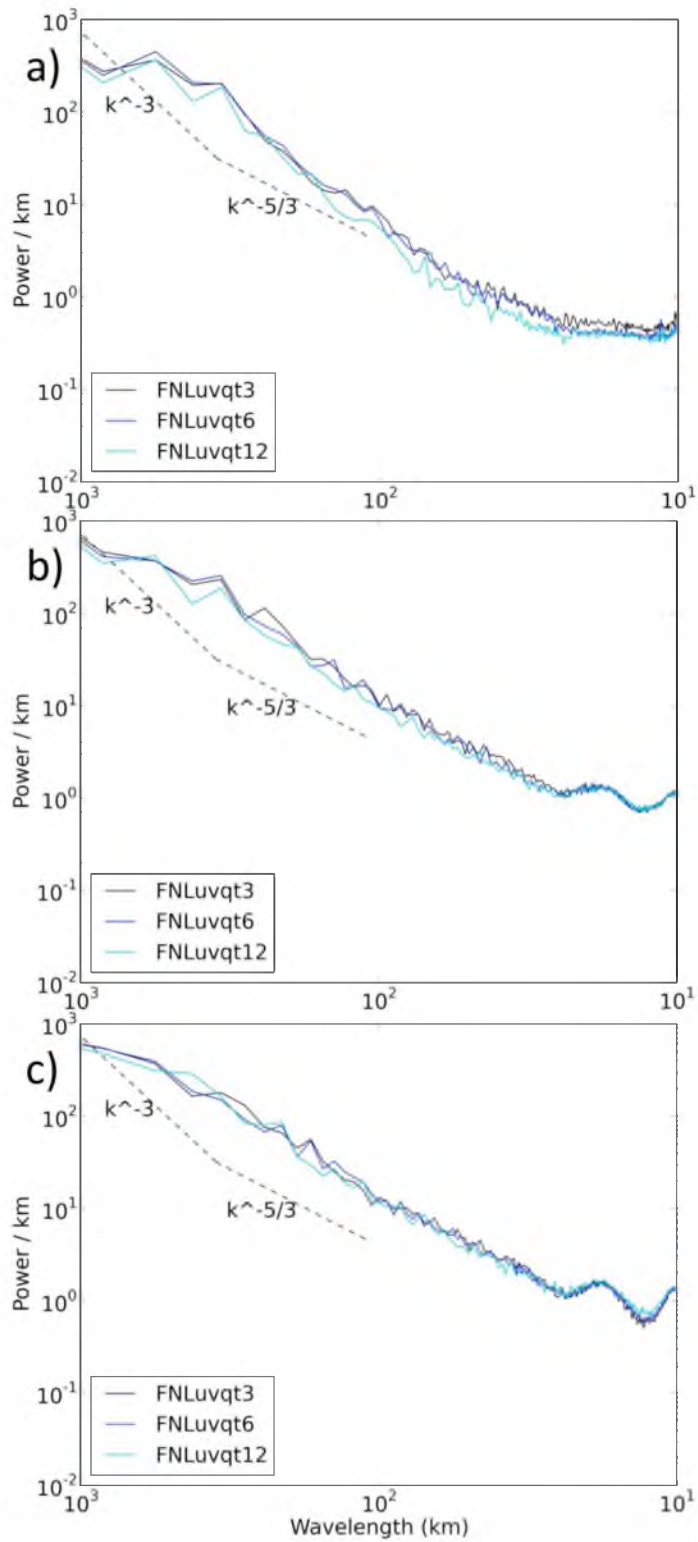 a)
10^3
10^2
10^1
10^0
10^-1
10^-2
Power / km
k^-3
k^-5/3
FNLuvqt3
FNLuvqt6
FNLuvqt12
10^3 10^2 10^1
b)
10^3
10^2
10^1
10^0
10^-1
10^-2
Power / km
k^-3
k^-5/3
FNLuvqt3
FNLuvqt6
FNLuvqt12
10^3 10^2 10^1
c)
10^3
10^2
10^1
10^0
10^-1
10^-2
Power / km
k^-3
k^-5/3
FNLuvqt3
FNLuvqt6
FNLuvqt12
10^3 10^2 10^1
Wavelength (km)